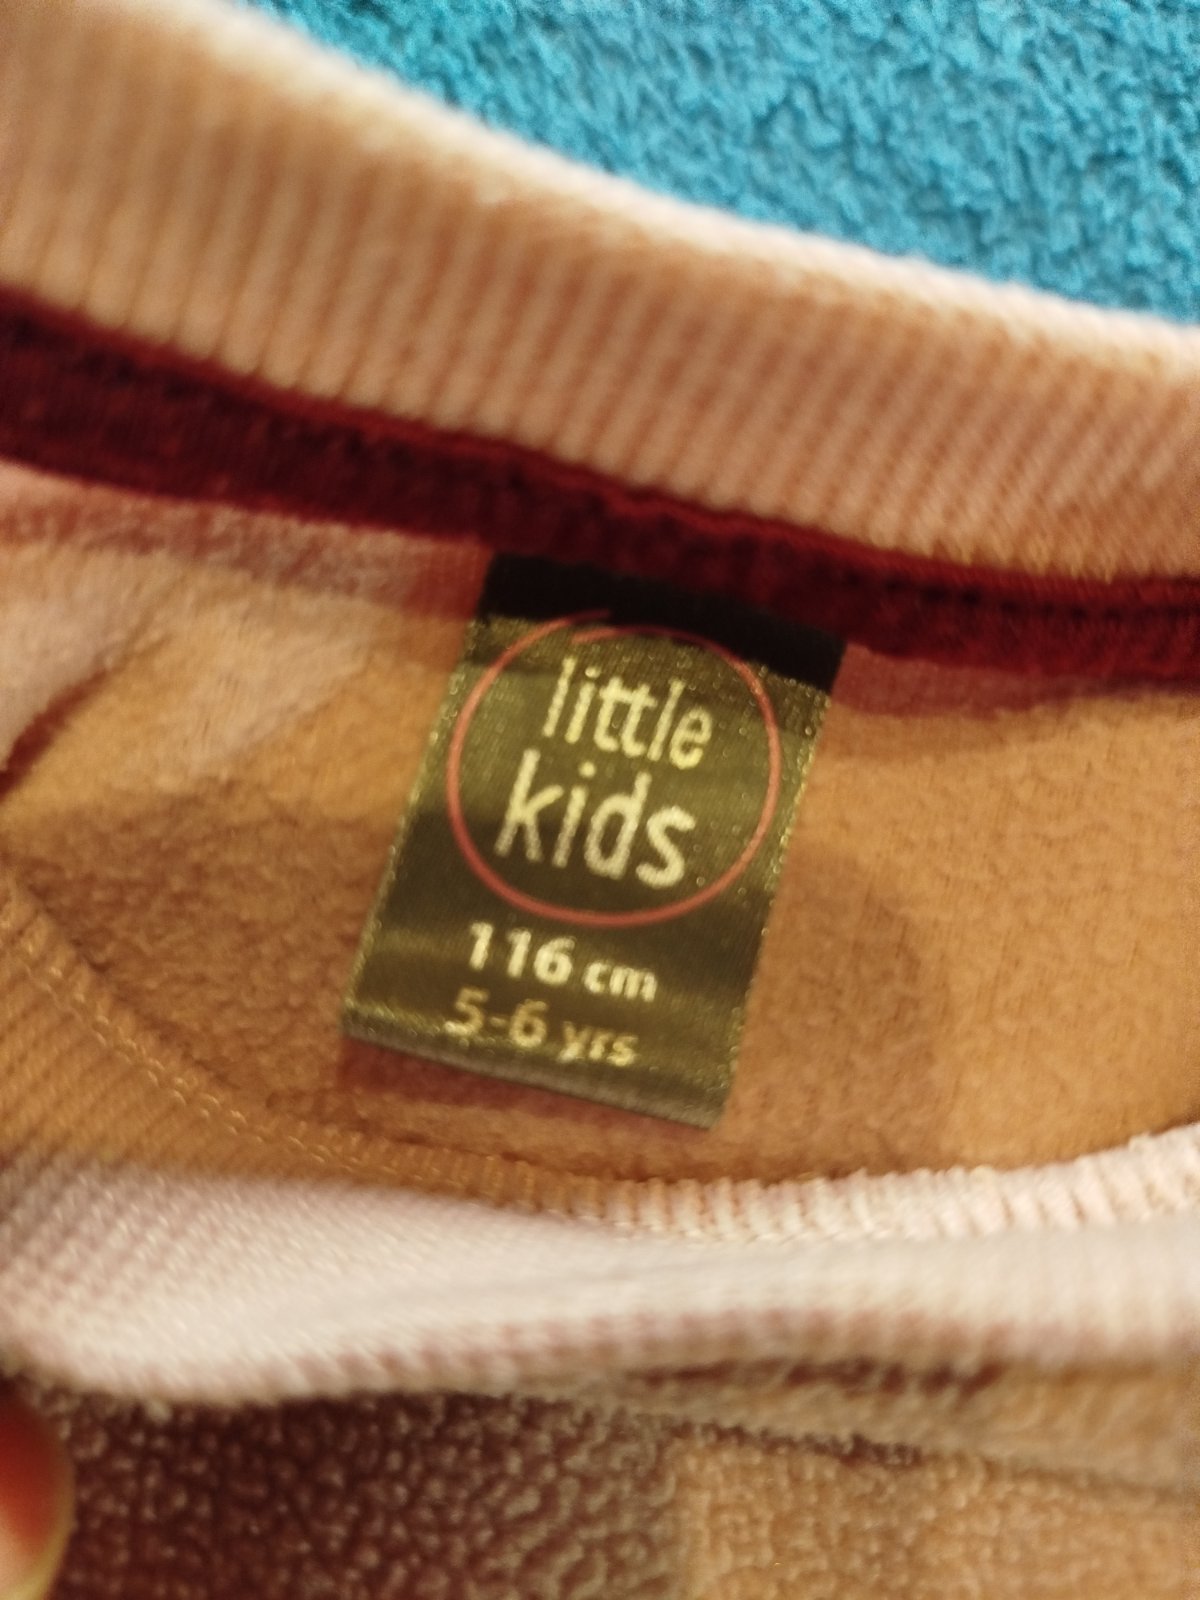 little
kids
116 cm
5-6 yrs